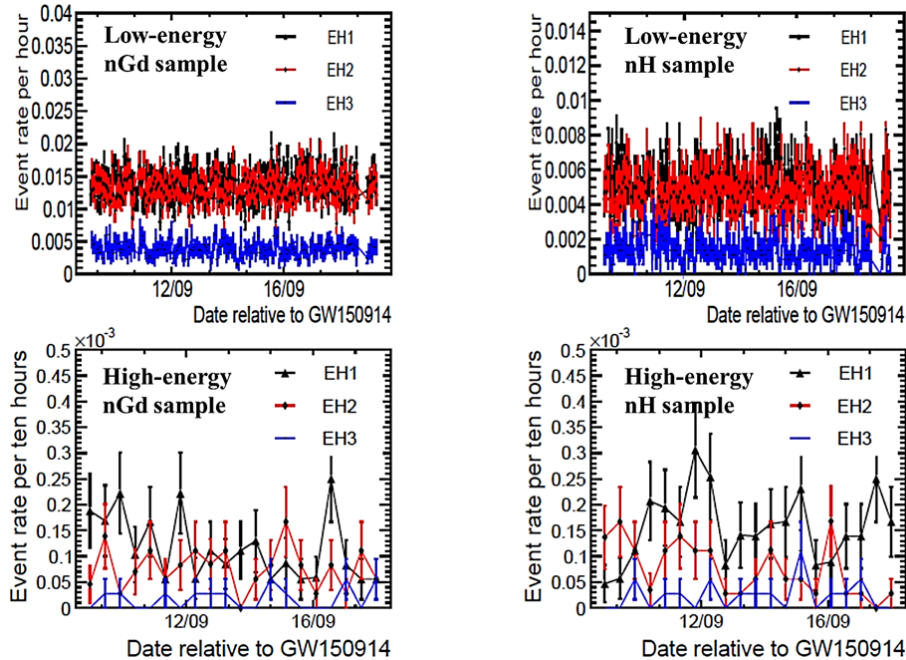 Low-energy
nGd sample
EH1
EH2
EH3
Event rate per hour
0.04
0.035
0.03
0.025
0.02
0.015
0.01
0.005
0
12/09
16/09
Date relative to GW150914
Low-energy
nH sample
EH1
EH2
EH3
Event rate per hour
0.014
0.012
0.01
0.008
0.006
0.004
0.002
0
12/09
16/09
Date relative to GW150914
×10⁻³
High-energy
nGd sample
EH1
EH2
EH3
Event rate per ten hours
0.5
0.45
0.4
0.35
0.3
0.25
0.2
0.15
0.1
0.05
0
12/09
16/09
Date relative to GW150914
×10⁻³
High-energy
nH sample
EH1
EH2
EH3
Event rate per ten hours
0.5
0.45
0.4
0.35
0.3
0.25
0.2
0.15
0.1
0.05
0
12/09
16/09
Date relative to GW150914